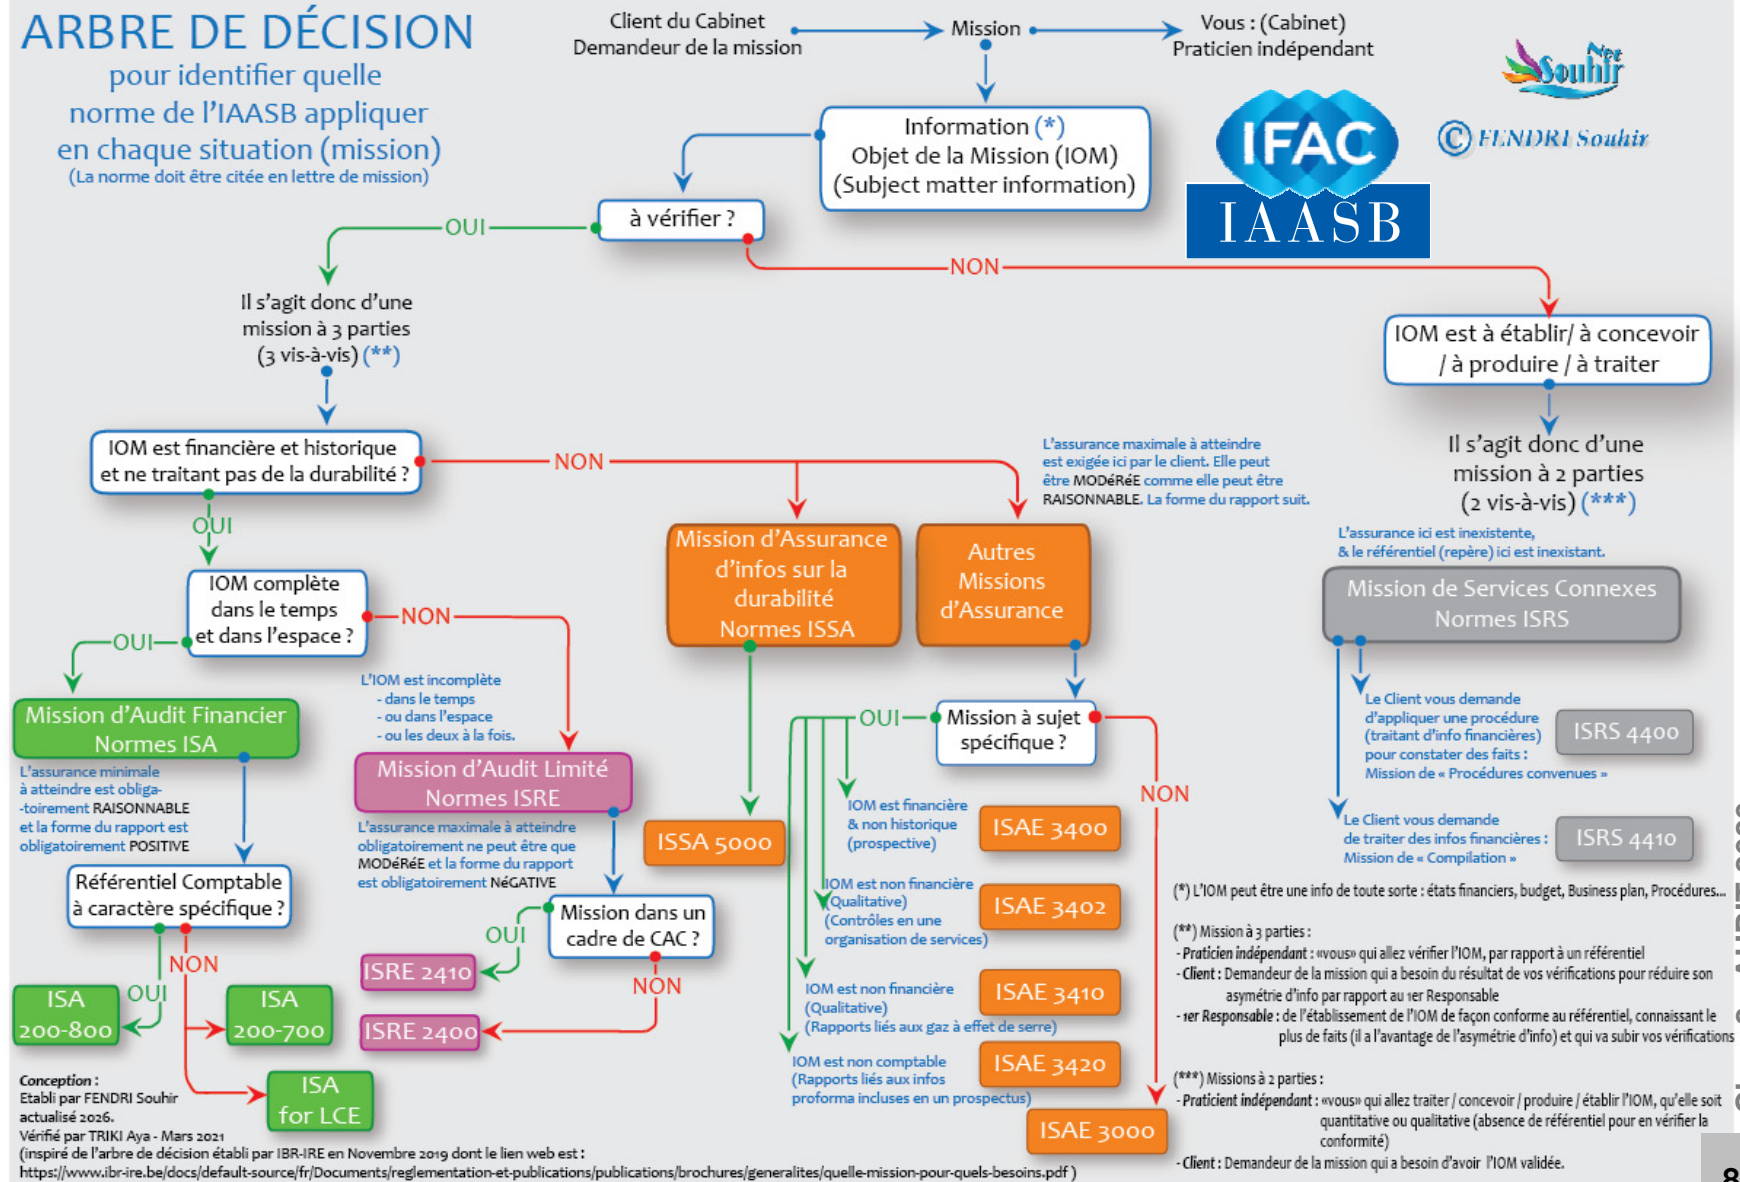 ARBRE DE DÉCISION
pour identifier quelle
norme de l'IAASB appliquer
en chaque situation (mission)
(La norme doit être citée en lettre de mission)
Client du Cabinet
Demandeur de la mission
Mission
Vous : (Cabinet)
Praticien indépendant
Net
Souhir
© FENDRI Souhir
IFAC
IAASB
Information (*)
Objet de la Mission (IOM)
(Subject matter information)
à vérifier ?
OUI
NON
Il s'agit donc d'une
mission à 3 parties
(3 vis-à-vis) (**)
IOM est à établir/ à concevoir
/ à produire / à traiter
IOM est financière et historique
et ne traitant pas de la durabilité ?
NON
OUI
L'assurance maximale à atteindre
est exigée ici par le client. Elle peut
être MODéRéE comme elle peut être
RAISONNABLE. La forme du rapport suit.
Il s'agit donc d'une
mission à 2 parties
(2 vis-à-vis) (***)
L'assurance ici est inexistente,
& le référentiel (repère) ici est inexistant.
Mission de Services Connexes
Normes ISRS
Mission d'Assurance
d'infos sur la
durabilité
Normes ISSA
Autres
Missions
d'Assurance
IOM complète
dans le temps
et dans l'espace ?
OUI
NON
L'IOM est incomplète
- dans le temps
- ou dans l'espace
- ou les deux à la fois.
Mission d'Audit Financier
Normes ISA
L'assurance minimale
à atteindre est obliga-
-toirement RAISONNABLE
et la forme du rapport est
obligatoirement POSITIVE
Mission d'Audit Limité
Normes ISRE
L'assurance maximale à atteindre
obligatoirement ne peut être que
MODéRéE et la forme du rapport
est obligatoirement NéGATIVE
Référentiel Comptable
à caractère spécifique ?
OUI
NON
ISA
200-800
ISA
200-700
ISA
for LCE
Mission dans un
cadre de CAC ?
OUI
NON
ISRE 2410
ISRE 2400
ISSA 5000
Mission à sujet
spécifique ?
OUI
NON
IOM est financière
& non historique
(prospective)
ISAE 3400
IOM est non financière
(Qualitative)
(Contrôles en une
organisation de services)
ISAE 3402
IOM est non financière
(Qualitative)
(Rapports liés aux gaz à effet de serre)
ISAE 3410
IOM est non comptable
(Rapports liés aux infos
proforma incluses en un prospectus)
ISAE 3420
ISAE 3000
Le Client vous demande
d'appliquer une procédure
(traitant d'info financières)
pour constater des faits :
Mission de « Procédures convenues »
ISRS 4400
Le Client vous demande
de traiter des infos financières :
Mission de « Compilation »
ISRS 4410
(*) L'IOM peut être une info de toute sorte : états financiers, budget, Business plan, Procédures...
(**) Mission à 3 parties :
- Praticien indépendant : «vous» qui allez vérifier l'IOM, par rapport à un référentiel
- Client : Demandeur de la mission qui a besoin du résultat de vos vérifications pour réduire son
asymétrie d'info par rapport au 1er Responsable
- 1er Responsable : de l'établissement de l'IOM de façon conforme au référentiel, connaissant le
plus de faits (il a l'avantage de l'asymétrie d'info) et qui va subir vos vérifications
(***) Missions à 2 parties :
- Praticient indépendant : «vous» qui allez traiter / concevoir / produire / établir l'IOM, qu'elle soit
quantitative ou qualitative (absence de référentiel pour en vérifier la
conformité)
- Client : Demandeur de la mission qui a besoin d'avoir l'IOM validée.
Conception :
Etabli par FENDRI Souhir
actualisé 2026.
Vérifié par TRIKI Aya - Mars 2021
(inspiré de l'arbre de décision établi par IBR-IRE en Novembre 2019 dont le lien web est :
https://www.ibr-ire.be/docs/default-source/fr/Documents/reglementation-et-publications/publications/brochures/generalites/quelle-mission-pour-quels-besoins.pdf )
8